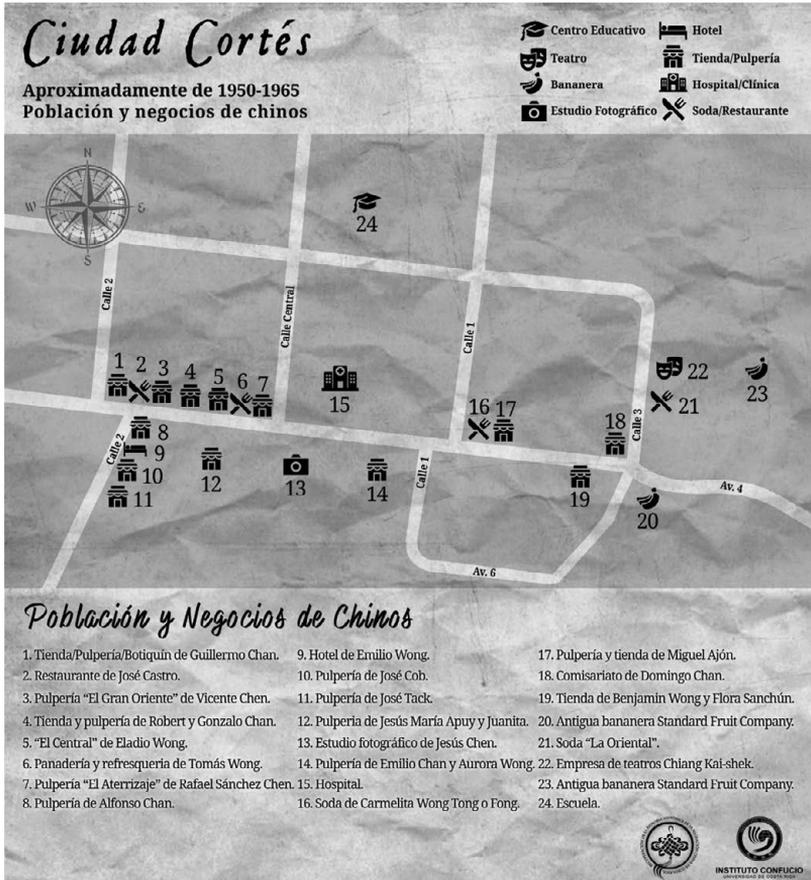 Ciudad Cortés
Aproximadamente de 1950-1965
Población y negocios de chinos
Centro Educativo
Hotel
Teatro
Tienda/Pulpería
Bananera
Hospital/Clínica
Estudio Fotográfico
Soda/Restaurante
N
W
E
S
24
Calle 2
Calle Central
Calle 1
1 2 3 4 5 6 7
15
16 17
18
Calle 3
22
21
23
Calle 2
8
9
10
11
12
13
14
Calle 1
19
20
Av. 4
Av. 6
Población y Negocios de Chinos
1. Tienda/Pulpería/Botiquín de Guillermo Chan.
2. Restaurante de José Castro.
3. Pulpería “El Gran Oriente” de Vicente Chen.
4. Tienda y pulpería de Robert y Gonzalo Chan.
5. “El Central” de Eladio Wong.
6. Panadería y refresqueria de Tomás Wong.
7. Pulpería “El Aterrizaje” de Rafael Sánchez Chen.
8. Pulpería de Alfonso Chan.
9. Hotel de Emilio Wong.
10. Pulpería de José Cob.
11. Pulpería de José Tack.
12. Pulperia de Jesús María Apuy y Juanita.
13. Estudio fotográfico de Jesús Chen.
14. Pulpería de Emilio Chan y Aurora Wong.
15. Hospital.
16. Soda de Carmelita Wong Tong o Fong.
17. Pulpería y tienda de Miguel Ajón.
18. Comisariato de Domingo Chan.
19. Tienda de Benjamin Wong y Flora Sanchún.
20. Antigua bananera Standard Fruit Company.
21. Soda “La Oriental”.
22. Empresa de teatros Chiang Kai-shek.
23. Antigua bananera Standard Fruit Company.
24. Escuela.
INSTITUTO CONFUCIO
UNIVERSIDAD DE COSTA RICA